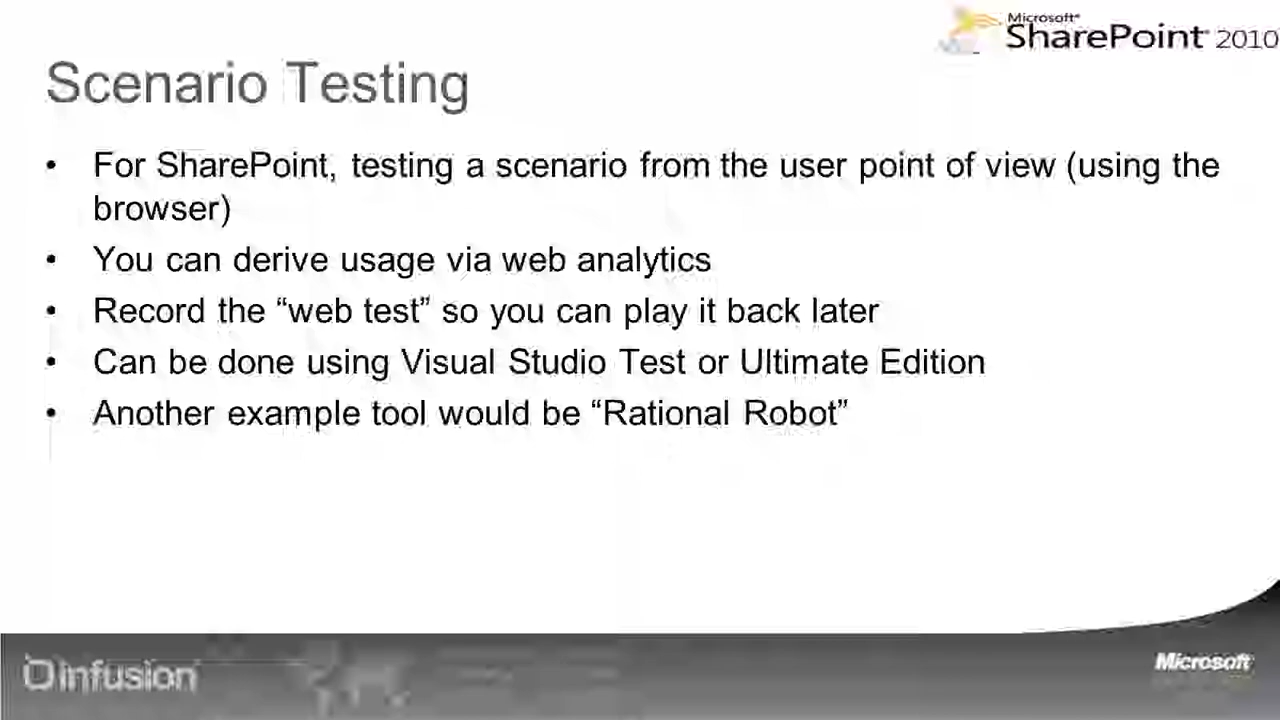 Microsoft®
SharePoint® 2010
Scenario Testing
• For SharePoint, testing a scenario from the user point of view (using the
browser)
• You can derive usage via web analytics
• Record the “web test” so you can play it back later
• Can be done using Visual Studio Test or Ultimate Edition
• Another example tool would be “Rational Robot”
infusion
Microsoft